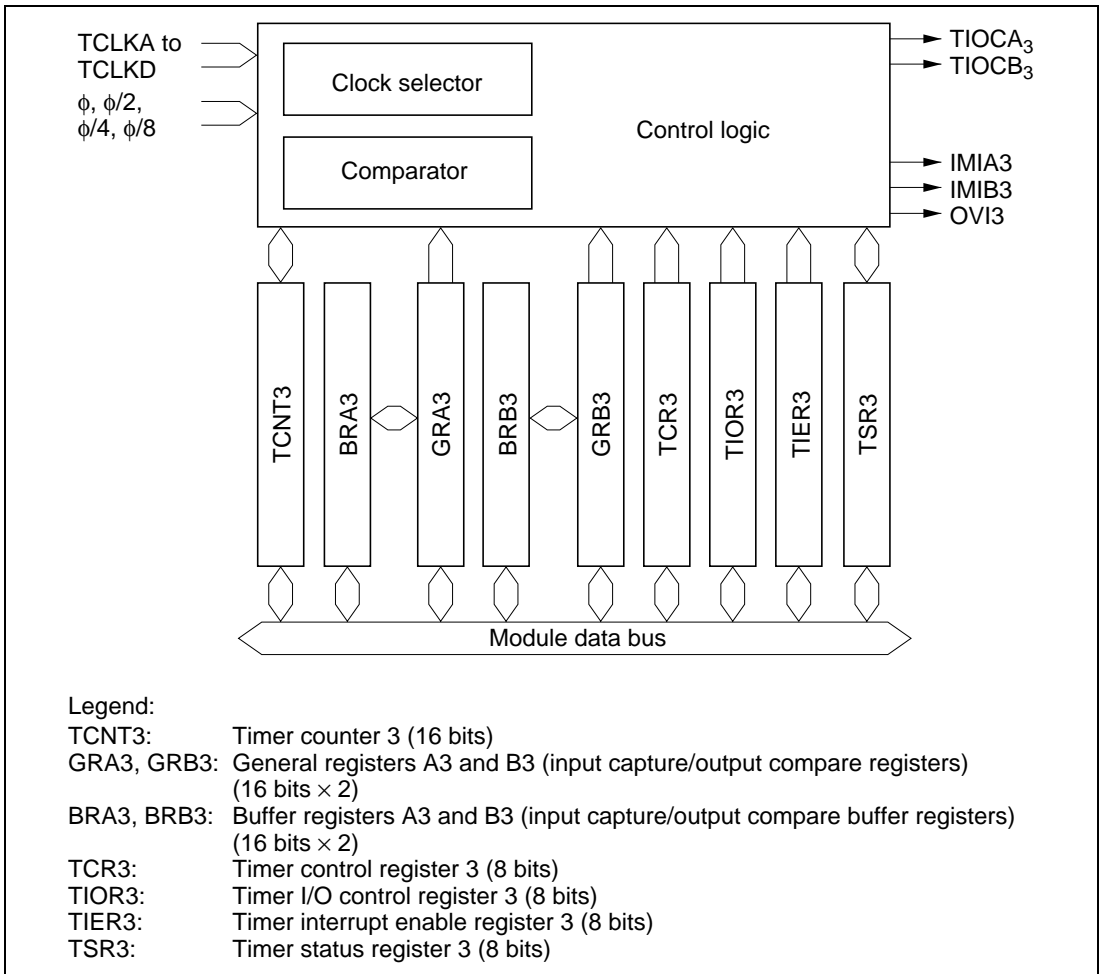 TCLKA to
TCLKD
ϕ, ϕ/2,
ϕ/4, ϕ/8
Clock selector
Comparator
Control logic
TIOCA3
TIOCB3
IMIA3
IMIB3
OVI3
TCNT3
BRA3
GRA3
BRB3
GRB3
TCR3
TIOR3
TIER3
TSR3
Module data bus
Legend:
TCNT3: Timer counter 3 (16 bits)
GRA3, GRB3: General registers A3 and B3 (input capture/output compare registers)
(16 bits × 2)
BRA3, BRB3: Buffer registers A3 and B3 (input capture/output compare buffer registers)
(16 bits × 2)
TCR3: Timer control register 3 (8 bits)
TIOR3: Timer I/O control register 3 (8 bits)
TIER3: Timer interrupt enable register 3 (8 bits)
TSR3: Timer status register 3 (8 bits)